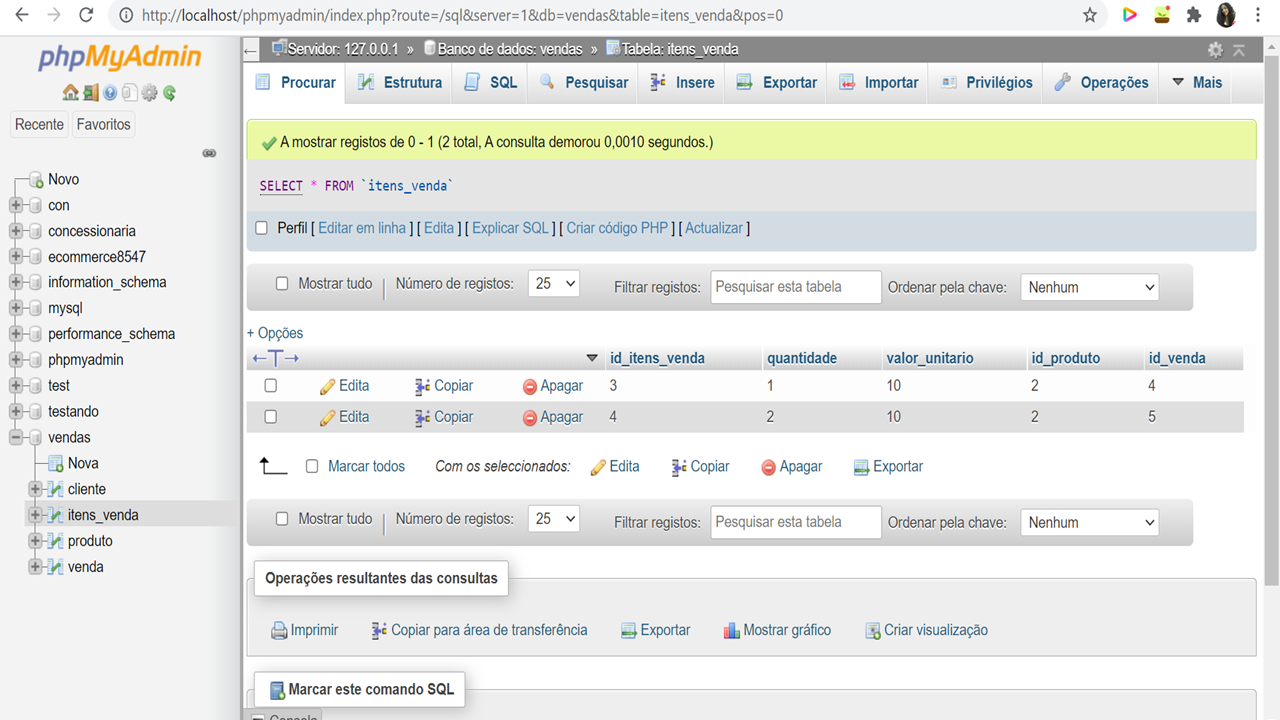 http://localhost/phpmyadmin/index.php?route=/sql&server=1&db=vendas&table=itens_venda&pos=0
phpMyAdmin
Recente Favoritos
Novo
con
concessionaria
ecommerce8547
information_schema
mysql
performance_schema
phpmyadmin
test
testando
vendas
Nova
cliente
itens_venda
produto
venda
Servidor: 127.0.0.1 » Banco de dados: vendas » Tabela: itens_venda
Procurar Estrutura SQL Pesquisar Insere Exportar Importar Privilégios Operações Mais
A mostrar registos de 0 - 1 (2 total, A consulta demorou 0,0010 segundos.)
SELECT * FROM `itens_venda`
Perfil [ Editar em linha ] [ Edita ] [ Explicar SQL ] [ Criar código PHP ] [ Actualizar ]
Mostrar tudo Número de registos: 25 Filtrar registos: Pesquisar esta tabela Ordenar pela chave: Nenhum
+ Opções
←T→ id_itens_venda quantidade valor_unitario id_produto id_venda
Edita Copiar Apagar 3 1 10 2 4
Edita Copiar Apagar 4 2 10 2 5
Marcar todos Com os seleccionados: Edita Copiar Apagar Exportar
Mostrar tudo Número de registos: 25 Filtrar registos: Pesquisar esta tabela Ordenar pela chave: Nenhum
Operações resultantes das consultas
Imprimir Copiar para área de transferência Exportar Mostrar gráfico Criar visualização
Marcar este comando SQL
Console